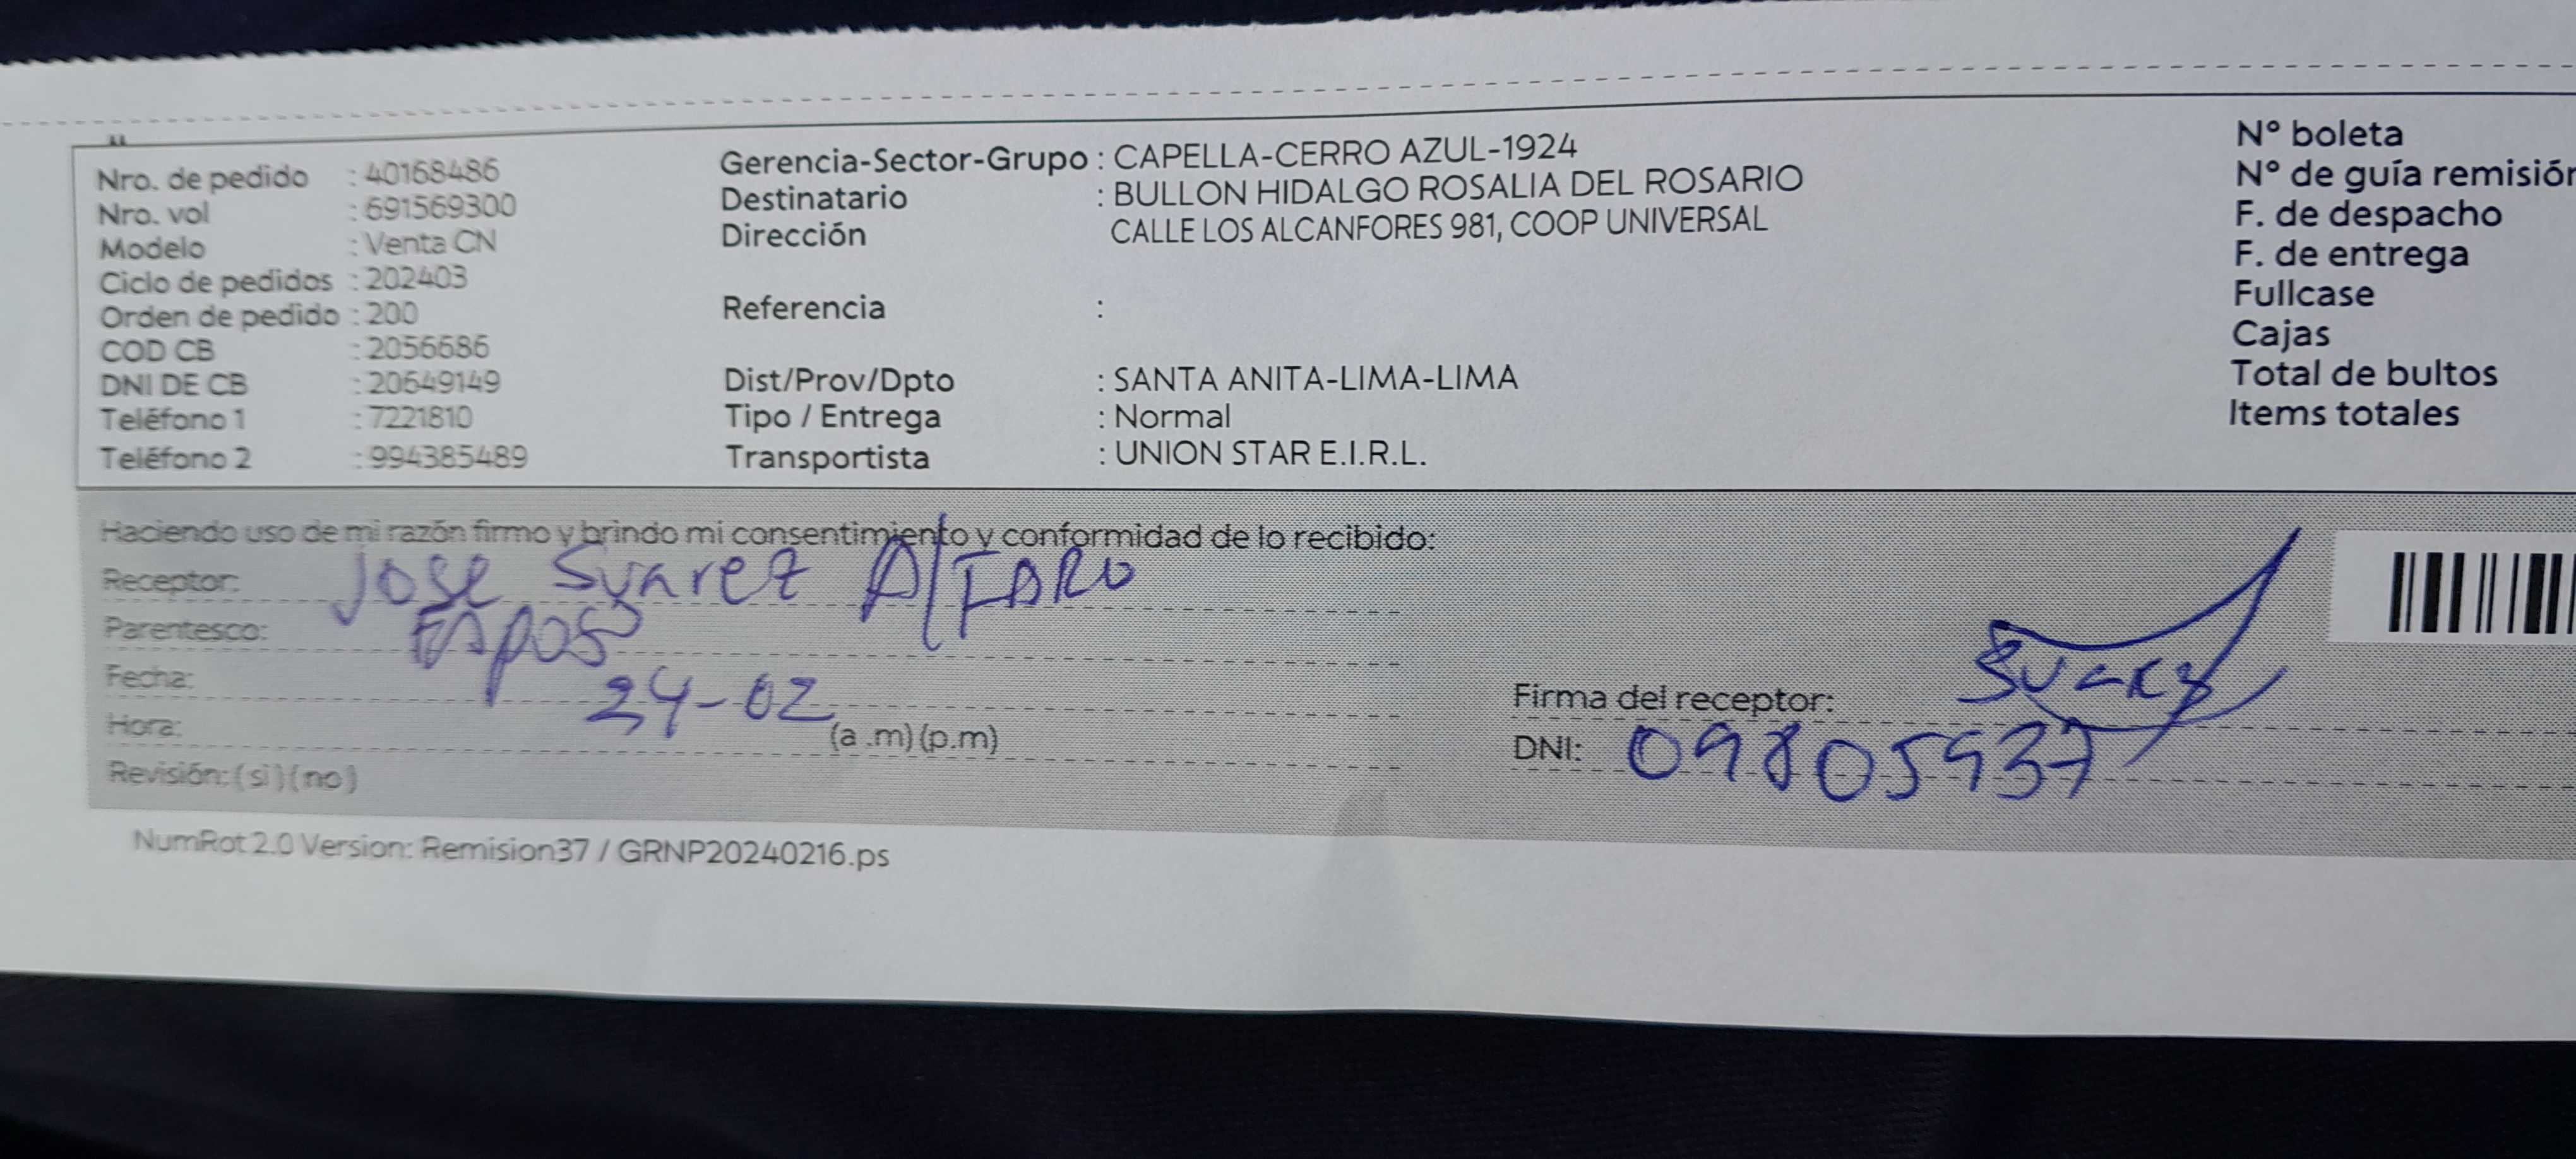 Nro. de pedido : 40168486
Nro. vol : 691569300
Modelo : Venta CN
Ciclo de pedidos : 202403
Orden de pedido : 200
COD CB : 2056686
DNI DE CB : 20649149
Teléfono 1 : 7221810
Teléfono 2 : 994385489
Gerencia-Sector-Grupo : CAPELLA-CERRO AZUL-1924
Destinatario : BULLON HIDALGO ROSALIA DEL ROSARIO
Dirección CALLE LOS ALCANFORES 981, COOP UNIVERSAL
Referencia :
Dist/Prov/Dpto : SANTA ANITA-LIMA-LIMA
Tipo / Entrega : Normal
Transportista : UNION STAR E.I.R.L.
N° boleta
N° de guía remisión
F. de despacho
F. de entrega
Fullcase
Cajas
Total de bultos
Items totales
Haciendo uso de mi razón firmo y brindo mi consentimiento y conformidad de lo recibido:
Receptor: Jose Suarez AlFARO
Parentesco: Esposo
Fecha: 24-02
Hora: (a .m) (p.m)
Revisión: (si) (no)
Firma del receptor: Suarez
DNI: 09805937
NumRot 2.0 Version: Remision37 / GRNP20240216.ps